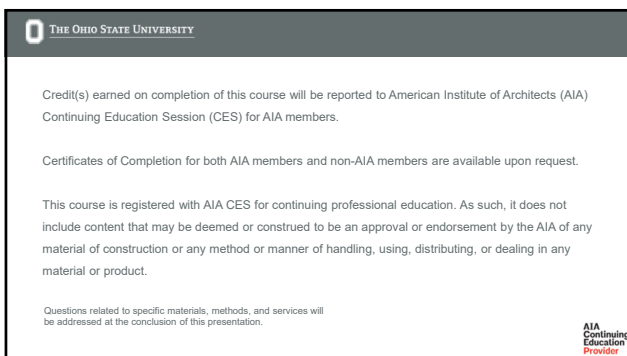 THE OHIO STATE UNIVERSITY
Credit(s) earned on completion of this course will be reported to American Institute of Architects (AIA)
Continuing Education Session (CES) for AIA members.
Certificates of Completion for both AIA members and non-AIA members are available upon request.
This course is registered with AIA CES for continuing professional education. As such, it does not
include content that may be deemed or construed to be an approval or endorsement by the AIA of any
material of construction or any method or manner of handling, using, distributing, or dealing in any
material or product.
Questions related to specific materials, methods, and services will
be addressed at the conclusion of this presentation.
AIA
Continuing
Education
Provider